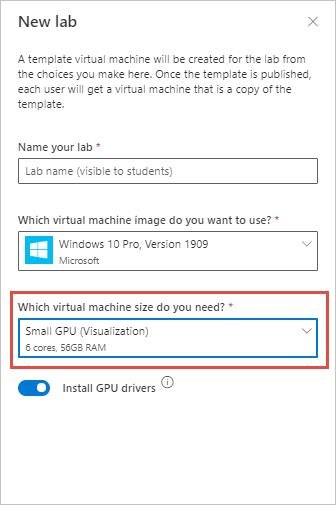 New lab
A template virtual machine will be created for the lab from
the choices you make here. Once the template is published,
each user will get a virtual machine that is a copy of the
template.
Name your lab *
Lab name (visible to students)
Which virtual machine image do you want to use? *
Windows 10 Pro, Version 1909
Microsoft
Which virtual machine size do you need? *
Small GPU (Visualization)
6 cores, 56GB RAM
Install GPU drivers